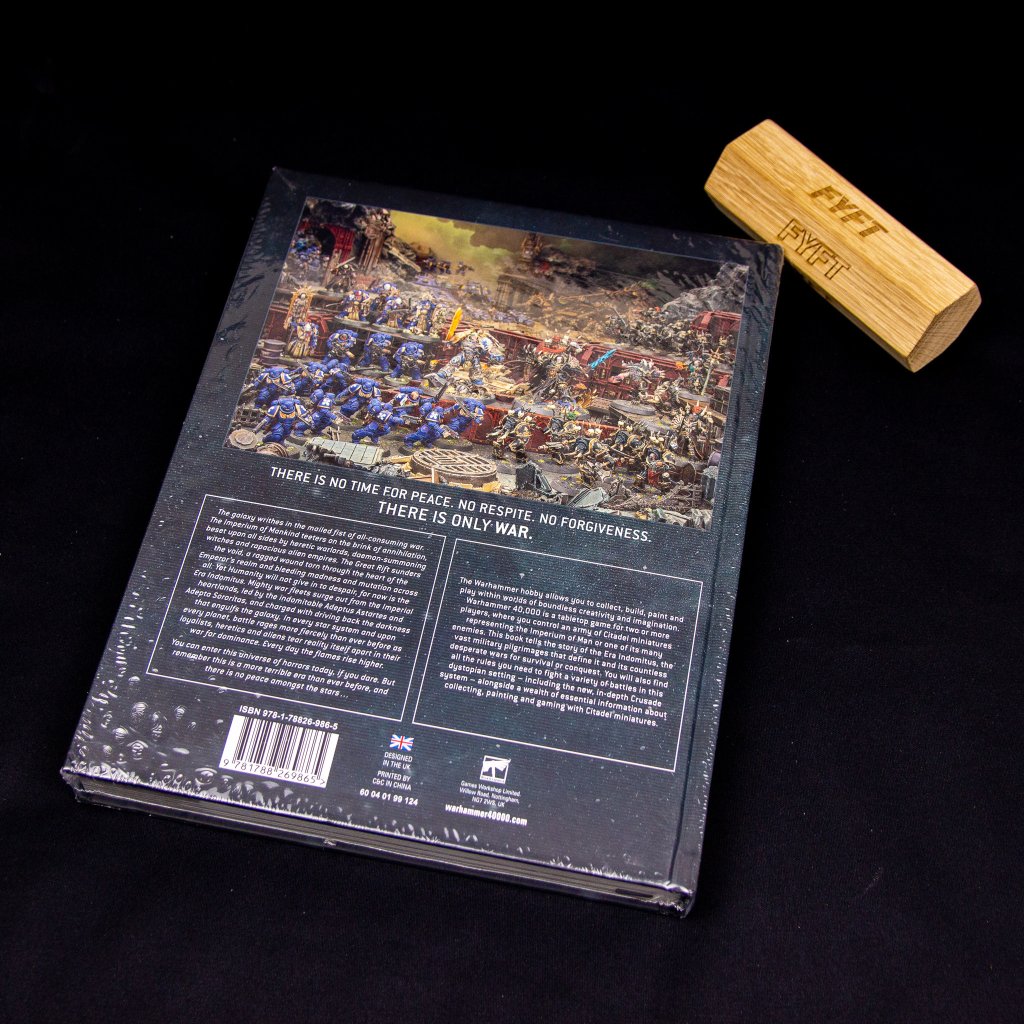 FYFT
FYFT
THERE IS NO TIME FOR PEACE. NO RESPITE. NO FORGIVENESS.
THERE IS ONLY WAR.
The galaxy writhes in the mailed fist of all-consuming war.
The Imperium of Mankind teeters on the brink of annihilation,
beset upon all sides by heretic warlords, daemon-summoning
witches and rapacious alien empires. The Great Rift sunders
the void, a ragged wound torn through the heart of the
Emperor's realm and bleeding madness and mutation across
all. Yet Humanity will not give in to despair, for now is the
Era Indomitus. Mighty war fleets surge out from the Imperial
heartlands, led by the indomitable Adeptus Astartes and
Adepta Sororitas, and charged with driving back the darkness
that engulfs the galaxy. In every star system and upon
every planet, battle rages more fiercely than ever before as
loyalists, heretics and aliens tear reality itself apart in their
war for dominance. Every day the flames rise higher.
You can enter this universe of horrors today, if you dare. But
remember this is a more terrible era than ever before, and
there is no peace amongst the stars ...
The Warhammer hobby allows you to collect, build, paint and
play within worlds of boundless creativity and imagination.
Warhammer 40,000 is a tabletop game for two or more
players, where you control an army of Citadel miniatures
representing the Imperium of Man or one of its many
enemies. This book tells the story of the Era Indomitus, the
vast military pilgrimages that define it and its countless
desperate wars for survival or conquest. You will also find
all the rules you need to fight a variety of battles in this
dystopian setting – including the new, in-depth Crusade
system – alongside a wealth of essential information about
collecting, painting and gaming with Citadel miniatures.
ISBN 978-1-78826-986-5
9 781788 269865
DESIGNED
IN THE UK
PRINTED BY
C&C IN CHINA
60 04 01 99 124
Games Workshop Limited,
Willow Road, Nottingham,
NG7 2WS, UK
warhammer40000.com